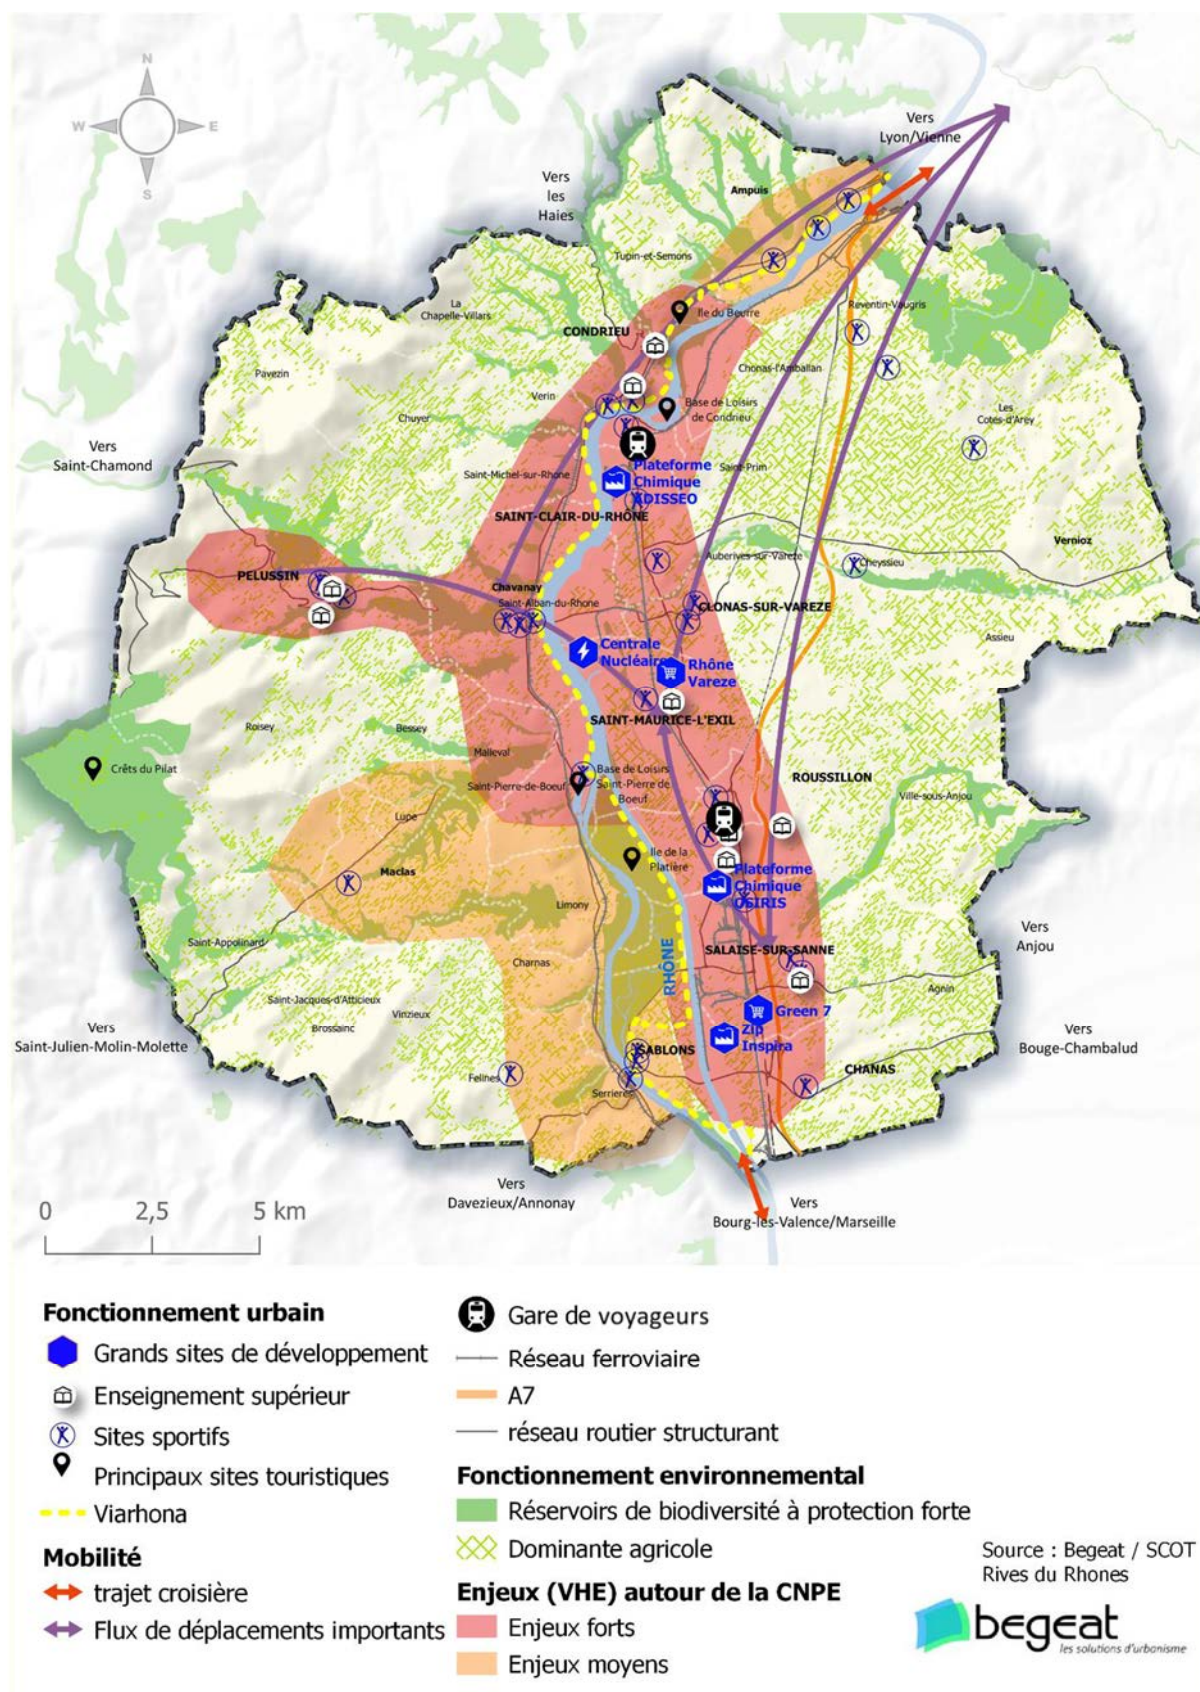 N
W
E
S
Vers
Lyon/Vienne
Vers
les
Haies
Ampuis
Tupin-et-Semons
La
Chapelle-Villars
Reventin-Vaugris
Ile du Beurre
CONDRIEU
Pavezin
Chonas-l'Amballan
Verin
Base de Loisirs
de Condrieu
Les
Cotes-d'Arey
Chuyer
Vers
Saint-Chamond
Saint-Michel-sur-Rhone
Plateforme
Chimique
ADISSEO
Saint-Prim
SAINT-CLAIR-DU-RHÔNE
Vernioz
Auberives-sur-Vareze
Cheyssieu
PELUSSIN
Chavanay
Saint-Alban-du-Rhone
CLONAS-SUR-VAREZE
Assieu
Centrale
Nucléaire
Rhône
Vareze
SAINT-MAURICE-L'EXIL
Roisey
Bessey
Malleval
Crêts du Pilat
Base de Loisirs
Saint-Pierre de
Boeuf
Saint-Pierre-de-Boeuf
ROUSSILLON
Ville-sous-Anjou
Lupe
Ile de la
Platière
Maclas
Plateforme
Chimique
OSIRIS
Limony
Vers
Anjou
Saint-Appolinard
SALAISE-SUR-SANNE
RHÔNE
Charnas
Agnin
Saint-Jacques-d'Atticieux
Vinzieux
Brossainc
Green 7
Zip
Inspira
Vers
Saint-Julien-Molin-Molette
Vers
Bouge-Chambalud
SABLONS
CHANAS
Felines
Serrieres
Vers
Davezieux/Annonay
Vers
Bourg-les-Valence/Marseille
0 2,5 5 km
Fonctionnement urbain
Grands sites de développement
Enseignement supérieur
Sites sportifs
Principaux sites touristiques
Viarhona
Mobilité
trajet croisière
Flux de déplacements importants
Gare de voyageurs
Réseau ferroviaire
A7
réseau routier structurant
Fonctionnement environnemental
Réservoirs de biodiversité à protection forte
Dominante agricole
Enjeux (VHE) autour de la CNPE
Enjeux forts
Enjeux moyens
Source : Begeat / SCOT
Rives du Rhones
begeat
les solutions d'urbanisme